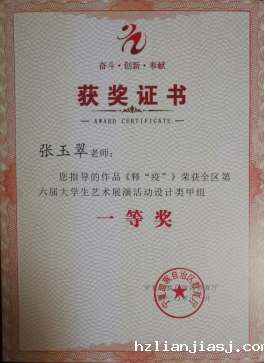 奋斗·创新·奉献
获奖证书
AWARD CERTIFICATE
张玉翠老师:
您指导的作品《释“疫”》荣获全区第
六届大学生艺术展演活动设计类甲组
一等奖
hzlianjiasj.com